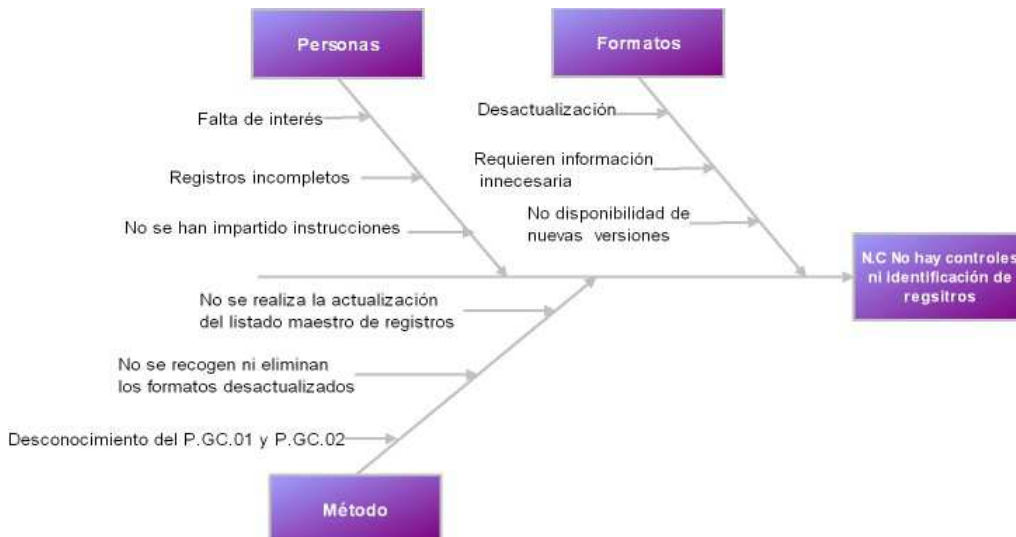 Personas
Formatos
Falta de interés
Registros incompletos
No se han impartido instrucciones
Desactualización
Requieren información
innecesaria
No disponibilidad de
nuevas versiones
N.C No hay controles
ni identificación de
regsitros
No se realiza la actualización
del listado maestro de registros
No se recogen ni eliminan
los formatos desactualizados
Desconocimiento del P.GC.01 y P.GC.02
Método